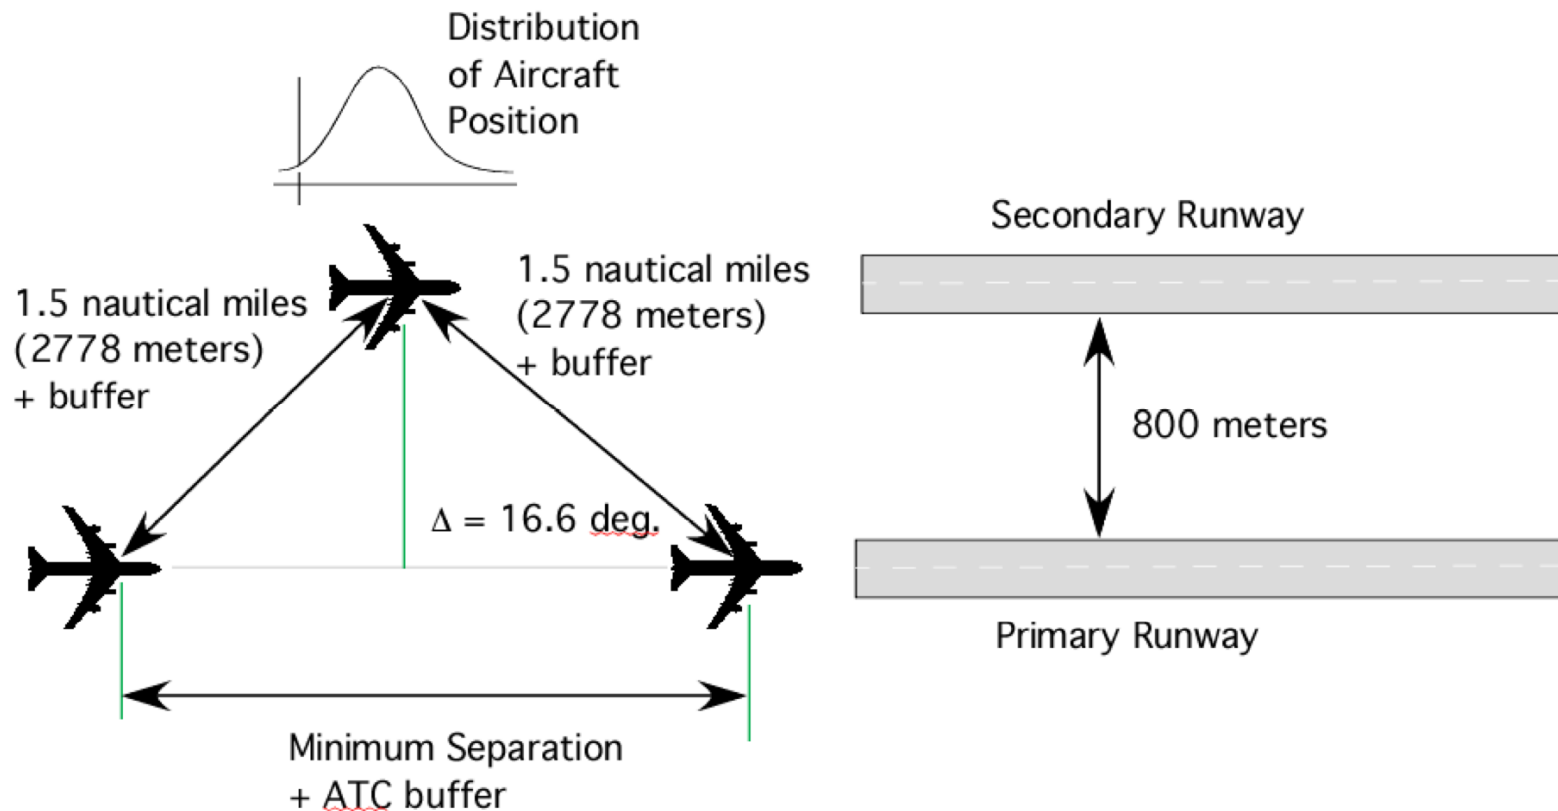 Distribution
of Aircraft
Position
Secondary Runway
1.5 nautical miles
(2778 meters)
+ buffer
1.5 nautical miles
(2778 meters)
+ buffer
800 meters
Δ = 16.6 deg.
Primary Runway
Minimum Separation
+ ATC buffer